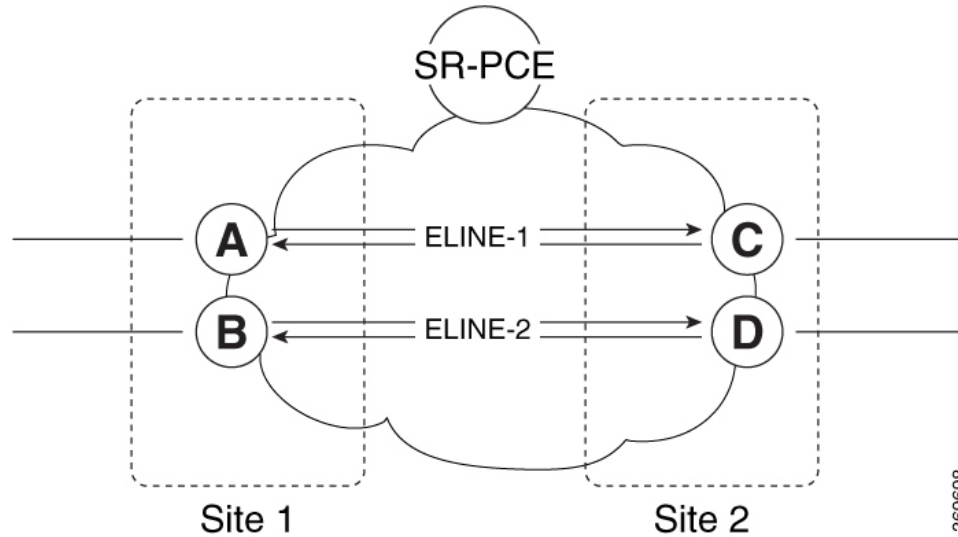 SR-PCE
A
ELINE-1
C
B
ELINE-2
D
Site 1
Site 2